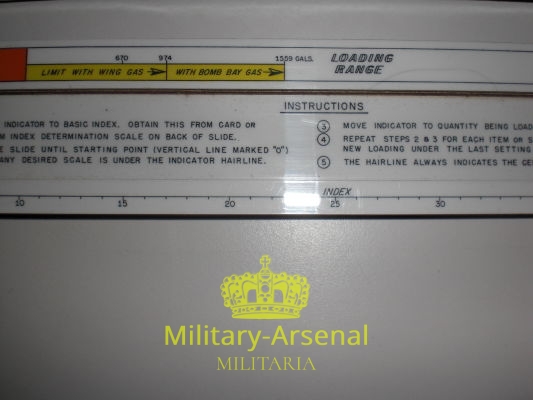 670 974 1559 GALS.
LOADING
RANGE
LIMIT WITH WING GAS WITH BOMB BAY GAS
INSTRUCTIONS
INDICATOR TO BASIC INDEX. OBTAIN THIS FROM CARD OR
INDEX DETERMINATION SCALE ON BACK OF SLIDE.
SLIDE UNTIL STARTING POINT (VERTICAL LINE MARKED "0")
ANY DESIRED SCALE IS UNDER THE INDICATOR HAIRLINE.
3 MOVE INDICATOR TO QUANTITY BEING LOAD
4 REPEAT STEPS 2 & 3 FOR EACH ITEM OR S
NEW LOADING UNDER THE LAST SETTING
5 THE HAIRLINE ALWAYS INDICATES THE CE
INDEX
10 15 20 25 30
Military-Arsenal
MILITARIA